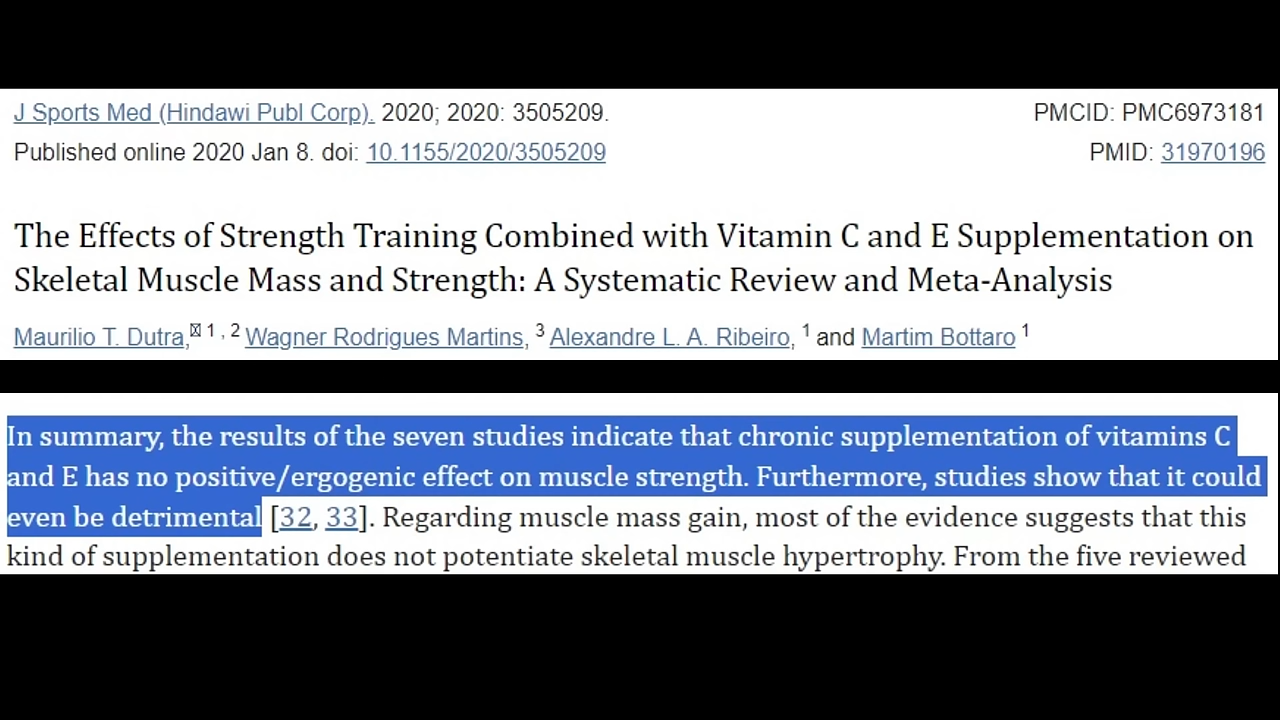 J Sports Med (Hindawi Publ Corp). 2020; 2020: 3505209. PMCID: PMC6973181
Published online 2020 Jan 8. doi: 10.1155/2020/3505209 PMID: 31970196
The Effects of Strength Training Combined with Vitamin C and E Supplementation on
Skeletal Muscle Mass and Strength: A Systematic Review and Meta-Analysis
Maurilio T. Dutra, 1 , 2 Wagner Rodrigues Martins, 3 Alexandre L. A. Ribeiro, 1 and Martim Bottaro 1
In summary, the results of the seven studies indicate that chronic supplementation of vitamins C
and E has no positive/ergogenic effect on muscle strength. Furthermore, studies show that it could
even be detrimental [32, 33]. Regarding muscle mass gain, most of the evidence suggests that this
kind of supplementation does not potentiate skeletal muscle hypertrophy. From the five reviewed